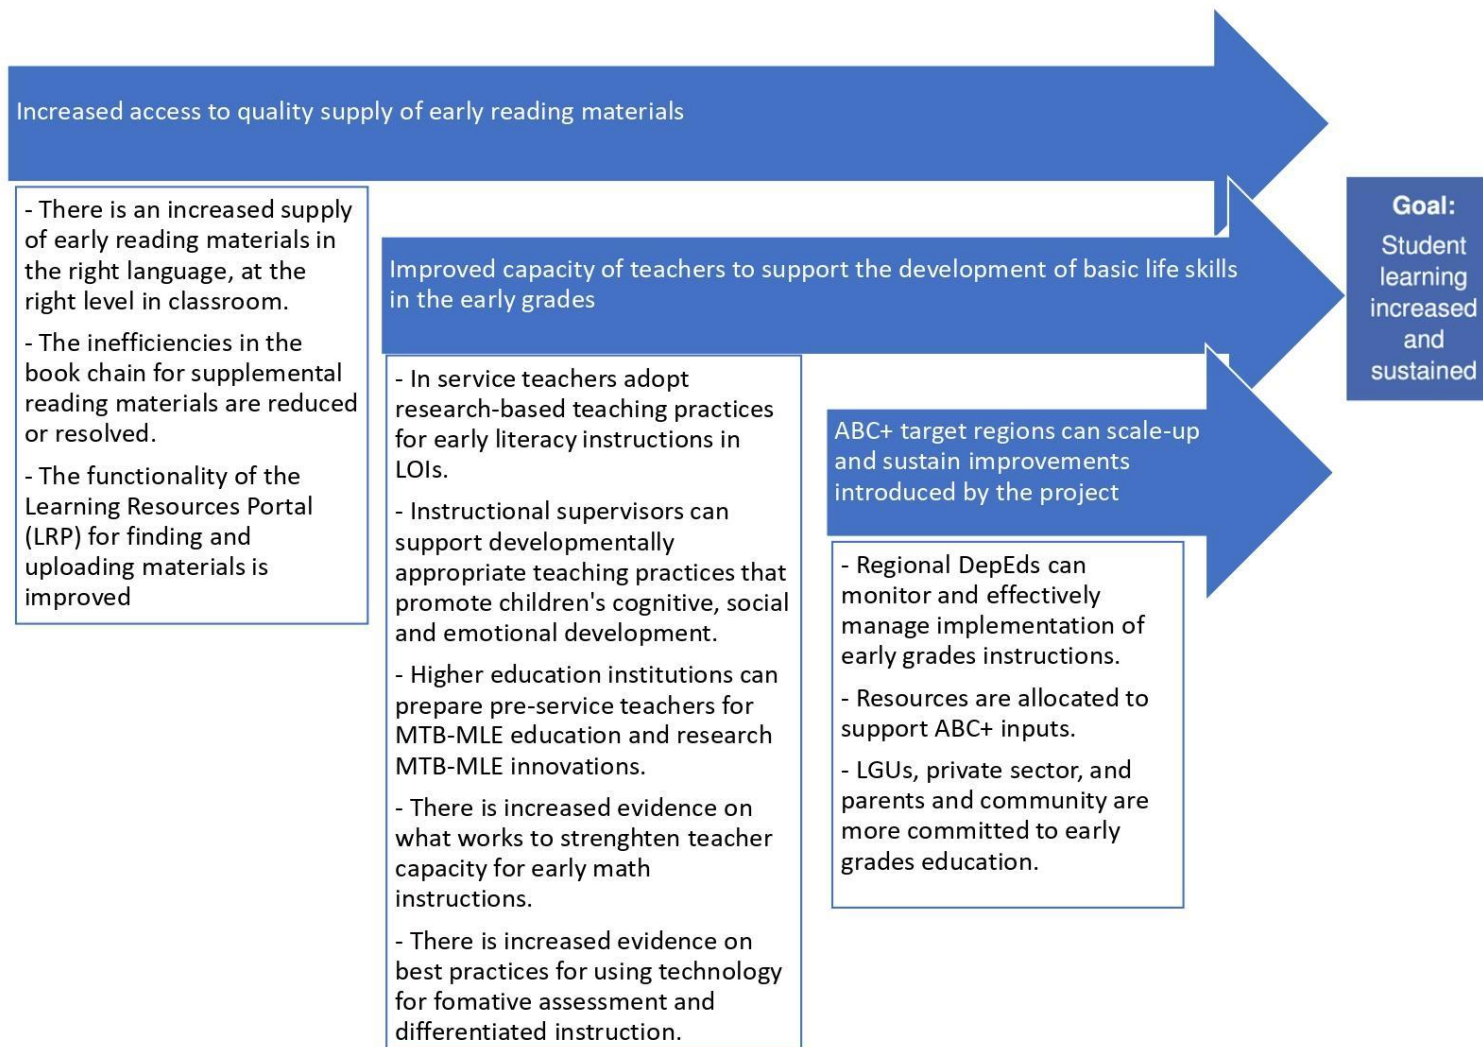 Increased access to quality supply of early reading materials
- There is an increased supply
of early reading materials in
the right language, at the
right level in classroom.
- The inefficiencies in the
book chain for supplemental
reading materials are reduced
or resolved.
- The functionality of the
Learning Resources Portal
(LRP) for finding and
uploading materials is
improved
Improved capacity of teachers to support the development of basic life skills
in the early grades
- In service teachers adopt
research-based teaching practices
for early literacy instructions in
LOIs.
- Instructional supervisors can
support developmentally
appropriate teaching practices that
promote children's cognitive, social
and emotional development.
- Higher education institutions can
prepare pre-service teachers for
MTB-MLE education and research
MTB-MLE innovations.
- There is increased evidence on
what works to strenghten teacher
capacity for early math
instructions.
- There is increased evidence on
best practices for using technology
for fomative assessment and
differentiated instruction.
ABC+ target regions can scale-up
and sustain improvements
introduced by the project
- Regional DepEds can
monitor and effectively
manage implementation of
early grades instructions.
- Resources are allocated to
support ABC+ inputs.
- LGUs, private sector, and
parents and community are
more committed to early
grades education.
Goal:
Student
learning
increased
and
sustained